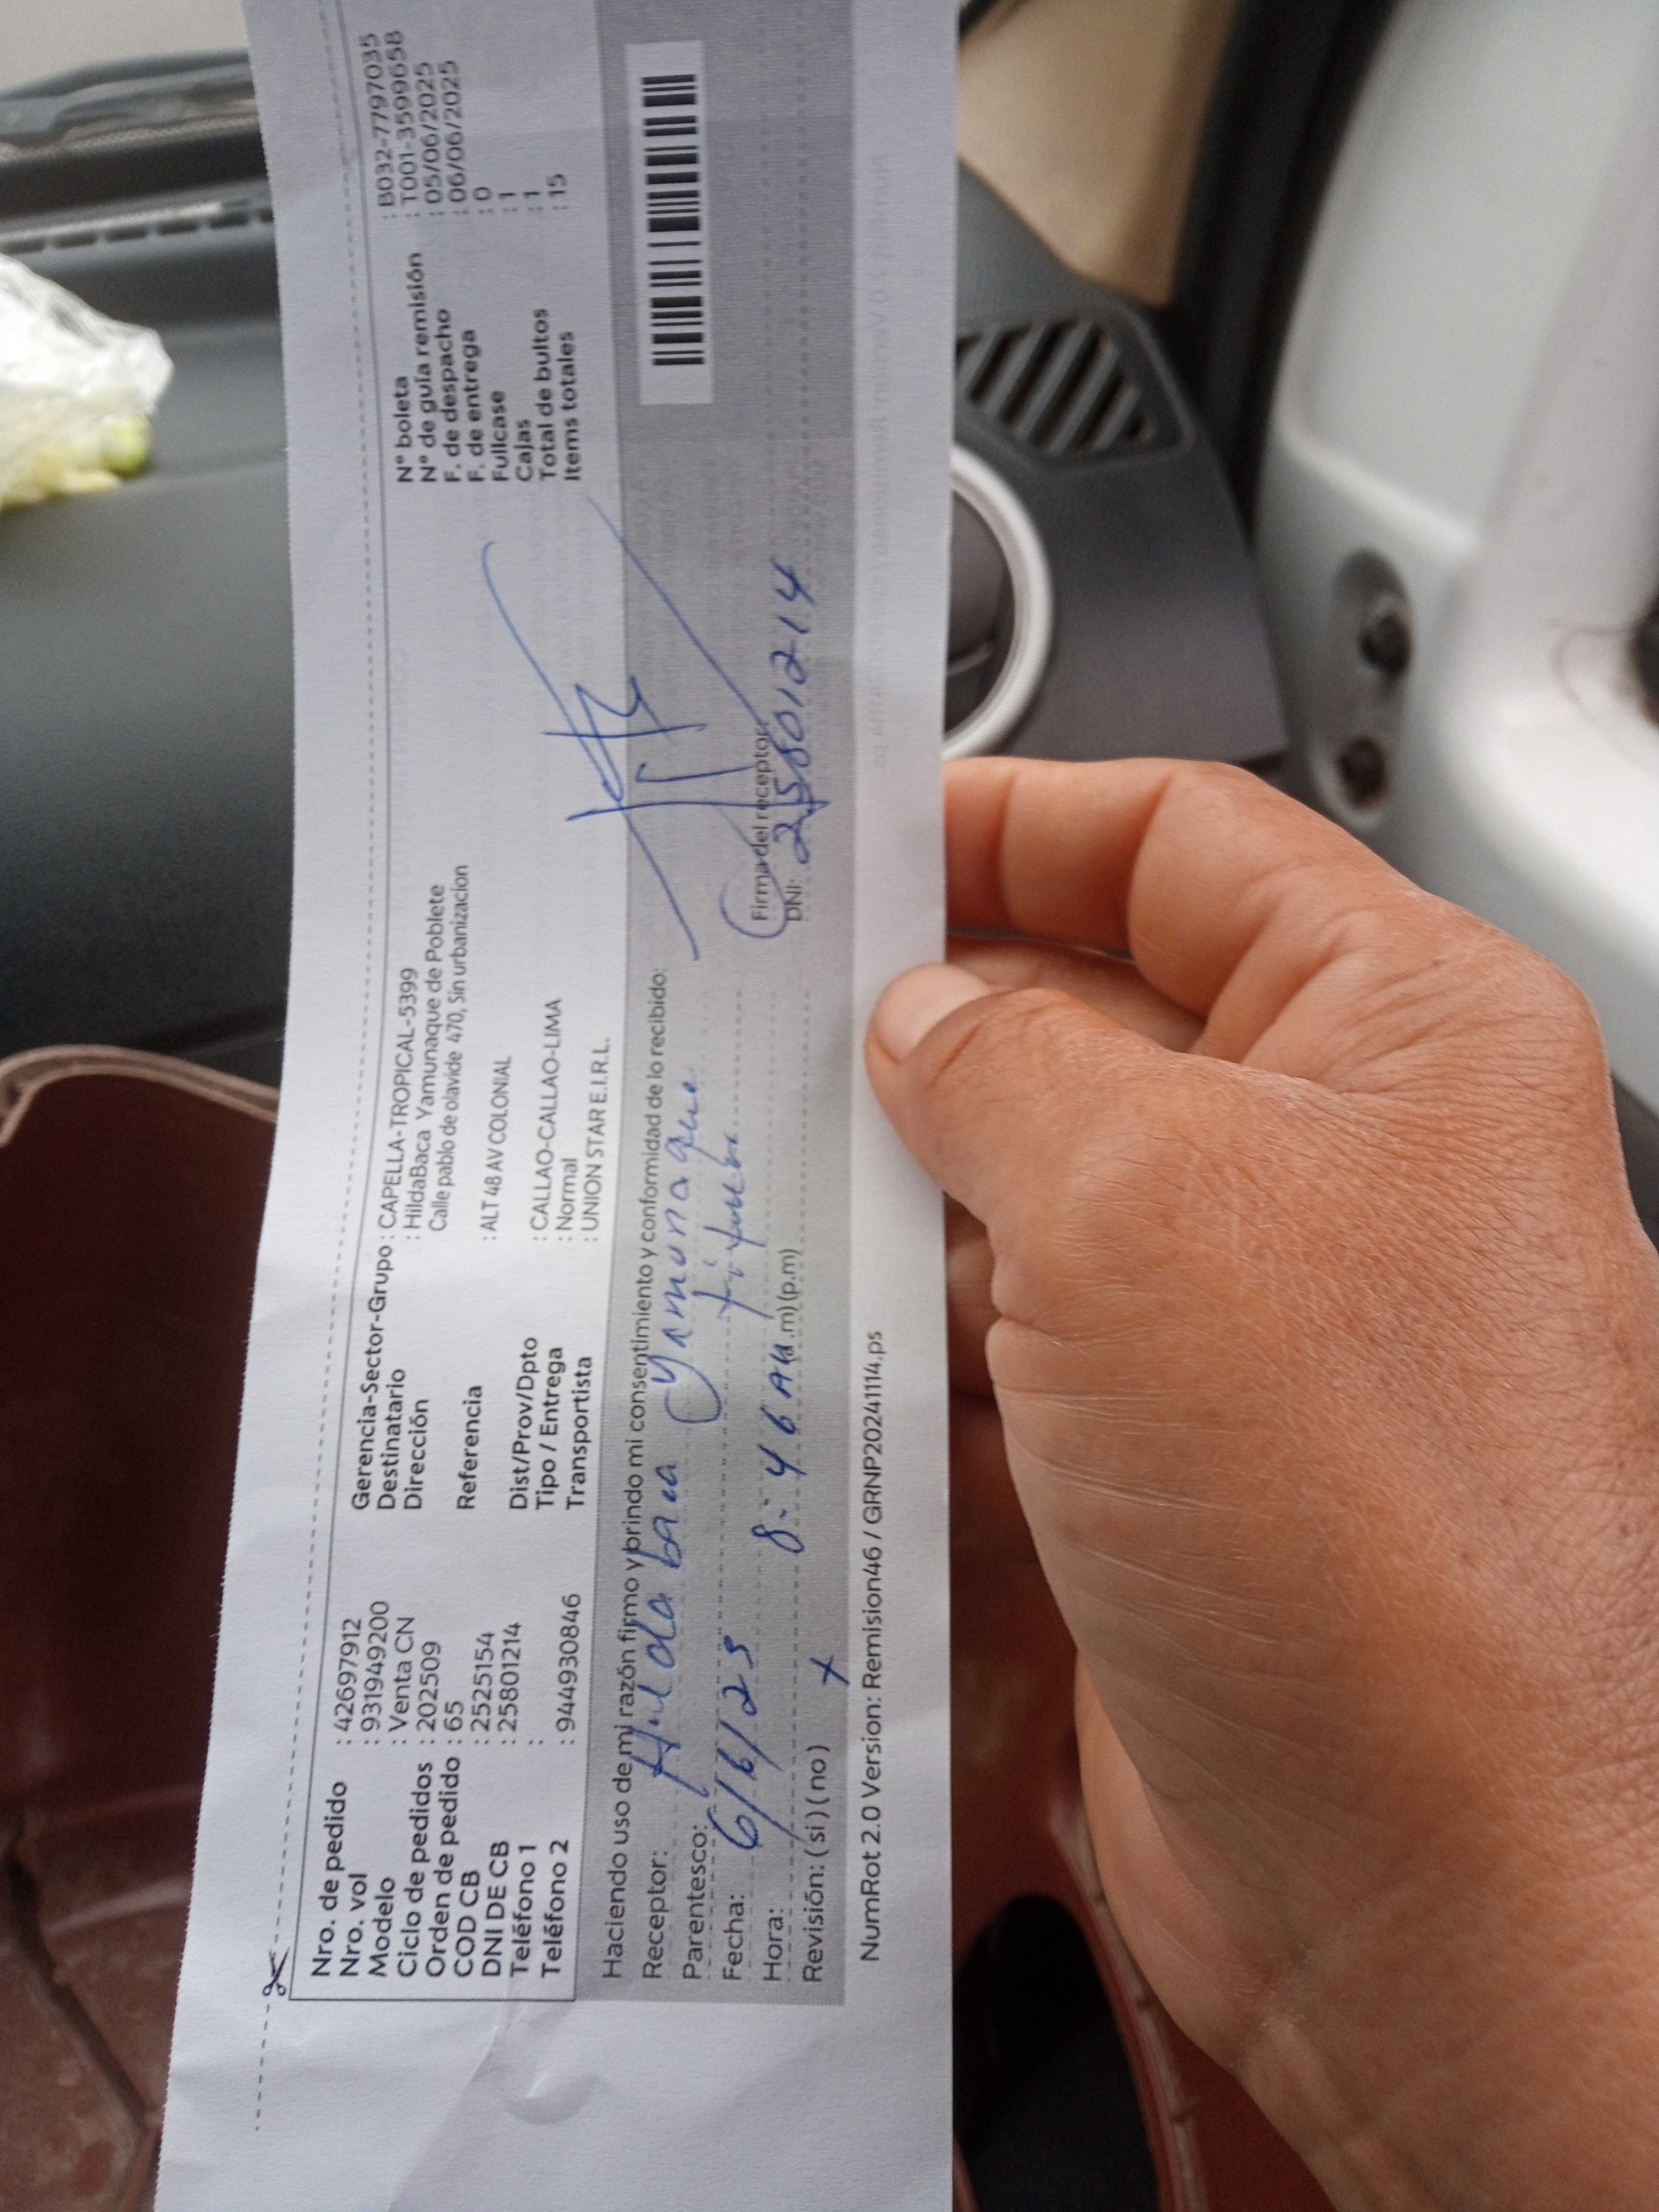 Nro. de pedido : 42697912
Nro. vol : 931949200
Modelo : Venta CN
Ciclo de pedidos : 202509
Orden de pedido : 65
COD CB : 2525154
DNI DE CB : 25801214
Teléfono 1 :
Teléfono 2 : 944930846
Gerencia-Sector-Grupo : CAPELLA-TROPICAL-5399
Destinatario : HildaBaca Yamunaque de Poblete
Dirección Calle pablo de olavide 470, Sin urbanizacion
Referencia : ALT 48 AV COLONIAL
Dist/Prov/Dpto : CALLAO-CALLAO-LIMA
Tipo / Entrega : Normal
Transportista : UNION STAR E.I.R.L.
N° boleta : B032-7797035
N° de guía remisión : T001-3599658
F. de despacho : 05/06/2025
F. de entrega : 06/06/2025
Fullcase : 0
Cajas : 1
Total de bultos : 1
Items totales : 15
Haciendo uso de mi razón firmo y brindo mi consentimiento y conformidad de lo recibido:
Receptor: Hilda baca Yamunaque
Parentesco: titular
Fecha: 6/6/25
Hora: 8:46 AM (a.m) (p.m)
Revisión: ( si ) ( no ) x
Firma del receptor
DNI: 25801214
NumRot 2.0 Version: Remision46 / GRNP20241114.ps